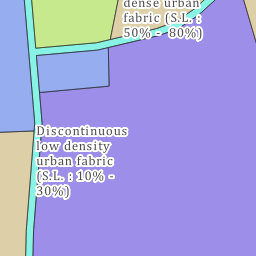 dense urban
fabric (S.L. :
50% - 80%)
Discontinuous
low density
urban fabric
(S.L. : 10% -
30%)